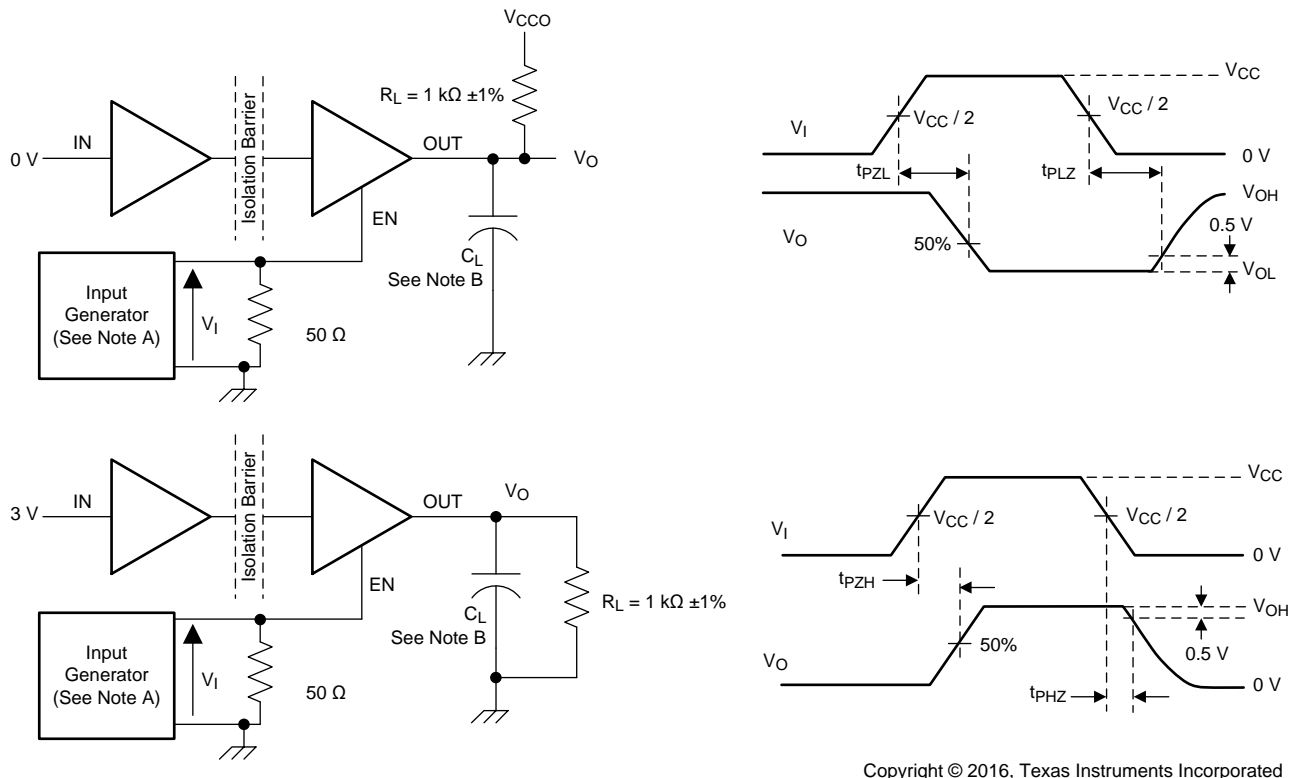 VCCO
RL = 1 kΩ ±1%
Isolation Barrier
IN
OUT
0 V
VO
EN
CL
See Note B
Input
Generator
(See Note A)
VI
50 Ω
VCC
VCC / 2
VCC / 2
VI
0 V
tPZL
tPLZ
VOH
0.5 V
VO
50%
VOL
Isolation Barrier
IN
OUT
VO
3 V
EN
CL
See Note B
RL = 1 kΩ ±1%
Input
Generator
(See Note A)
VI
50 Ω
VCC
VCC / 2
VCC / 2
VI
0 V
tPZH
VOH
50%
0.5 V
VO
tPHZ
0 V
Copyright © 2016, Texas Instruments Incorporated